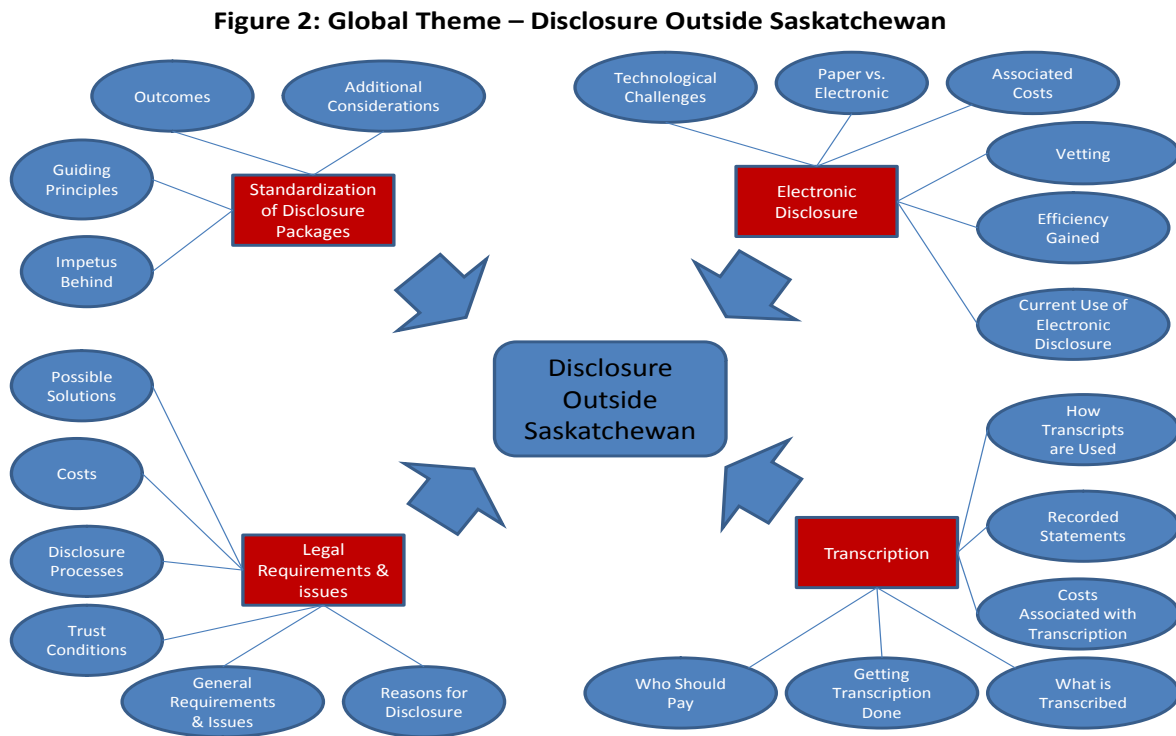 Figure 2: Global Theme – Disclosure Outside Saskatchewan
Outcomes
Additional
Considerations
Guiding
Principles
Impetus
Behind
Standardization
of Disclosure
Packages
Technological
Challenges
Paper vs.
Electronic
Associated
Costs
Vetting
Efficiency
Gained
Current Use of
Electronic
Disclosure
Electronic
Disclosure
Disclosure
Outside
Saskatchewan
Possible
Solutions
Costs
Disclosure
Processes
Trust
Conditions
General
Requirements
& Issues
Reasons for
Disclosure
Legal
Requirements &
issues
How
Transcripts
are Used
Recorded
Statements
Costs
Associated with
Transcription
What is
Transcribed
Getting
Transcription
Done
Who Should
Pay
Transcription